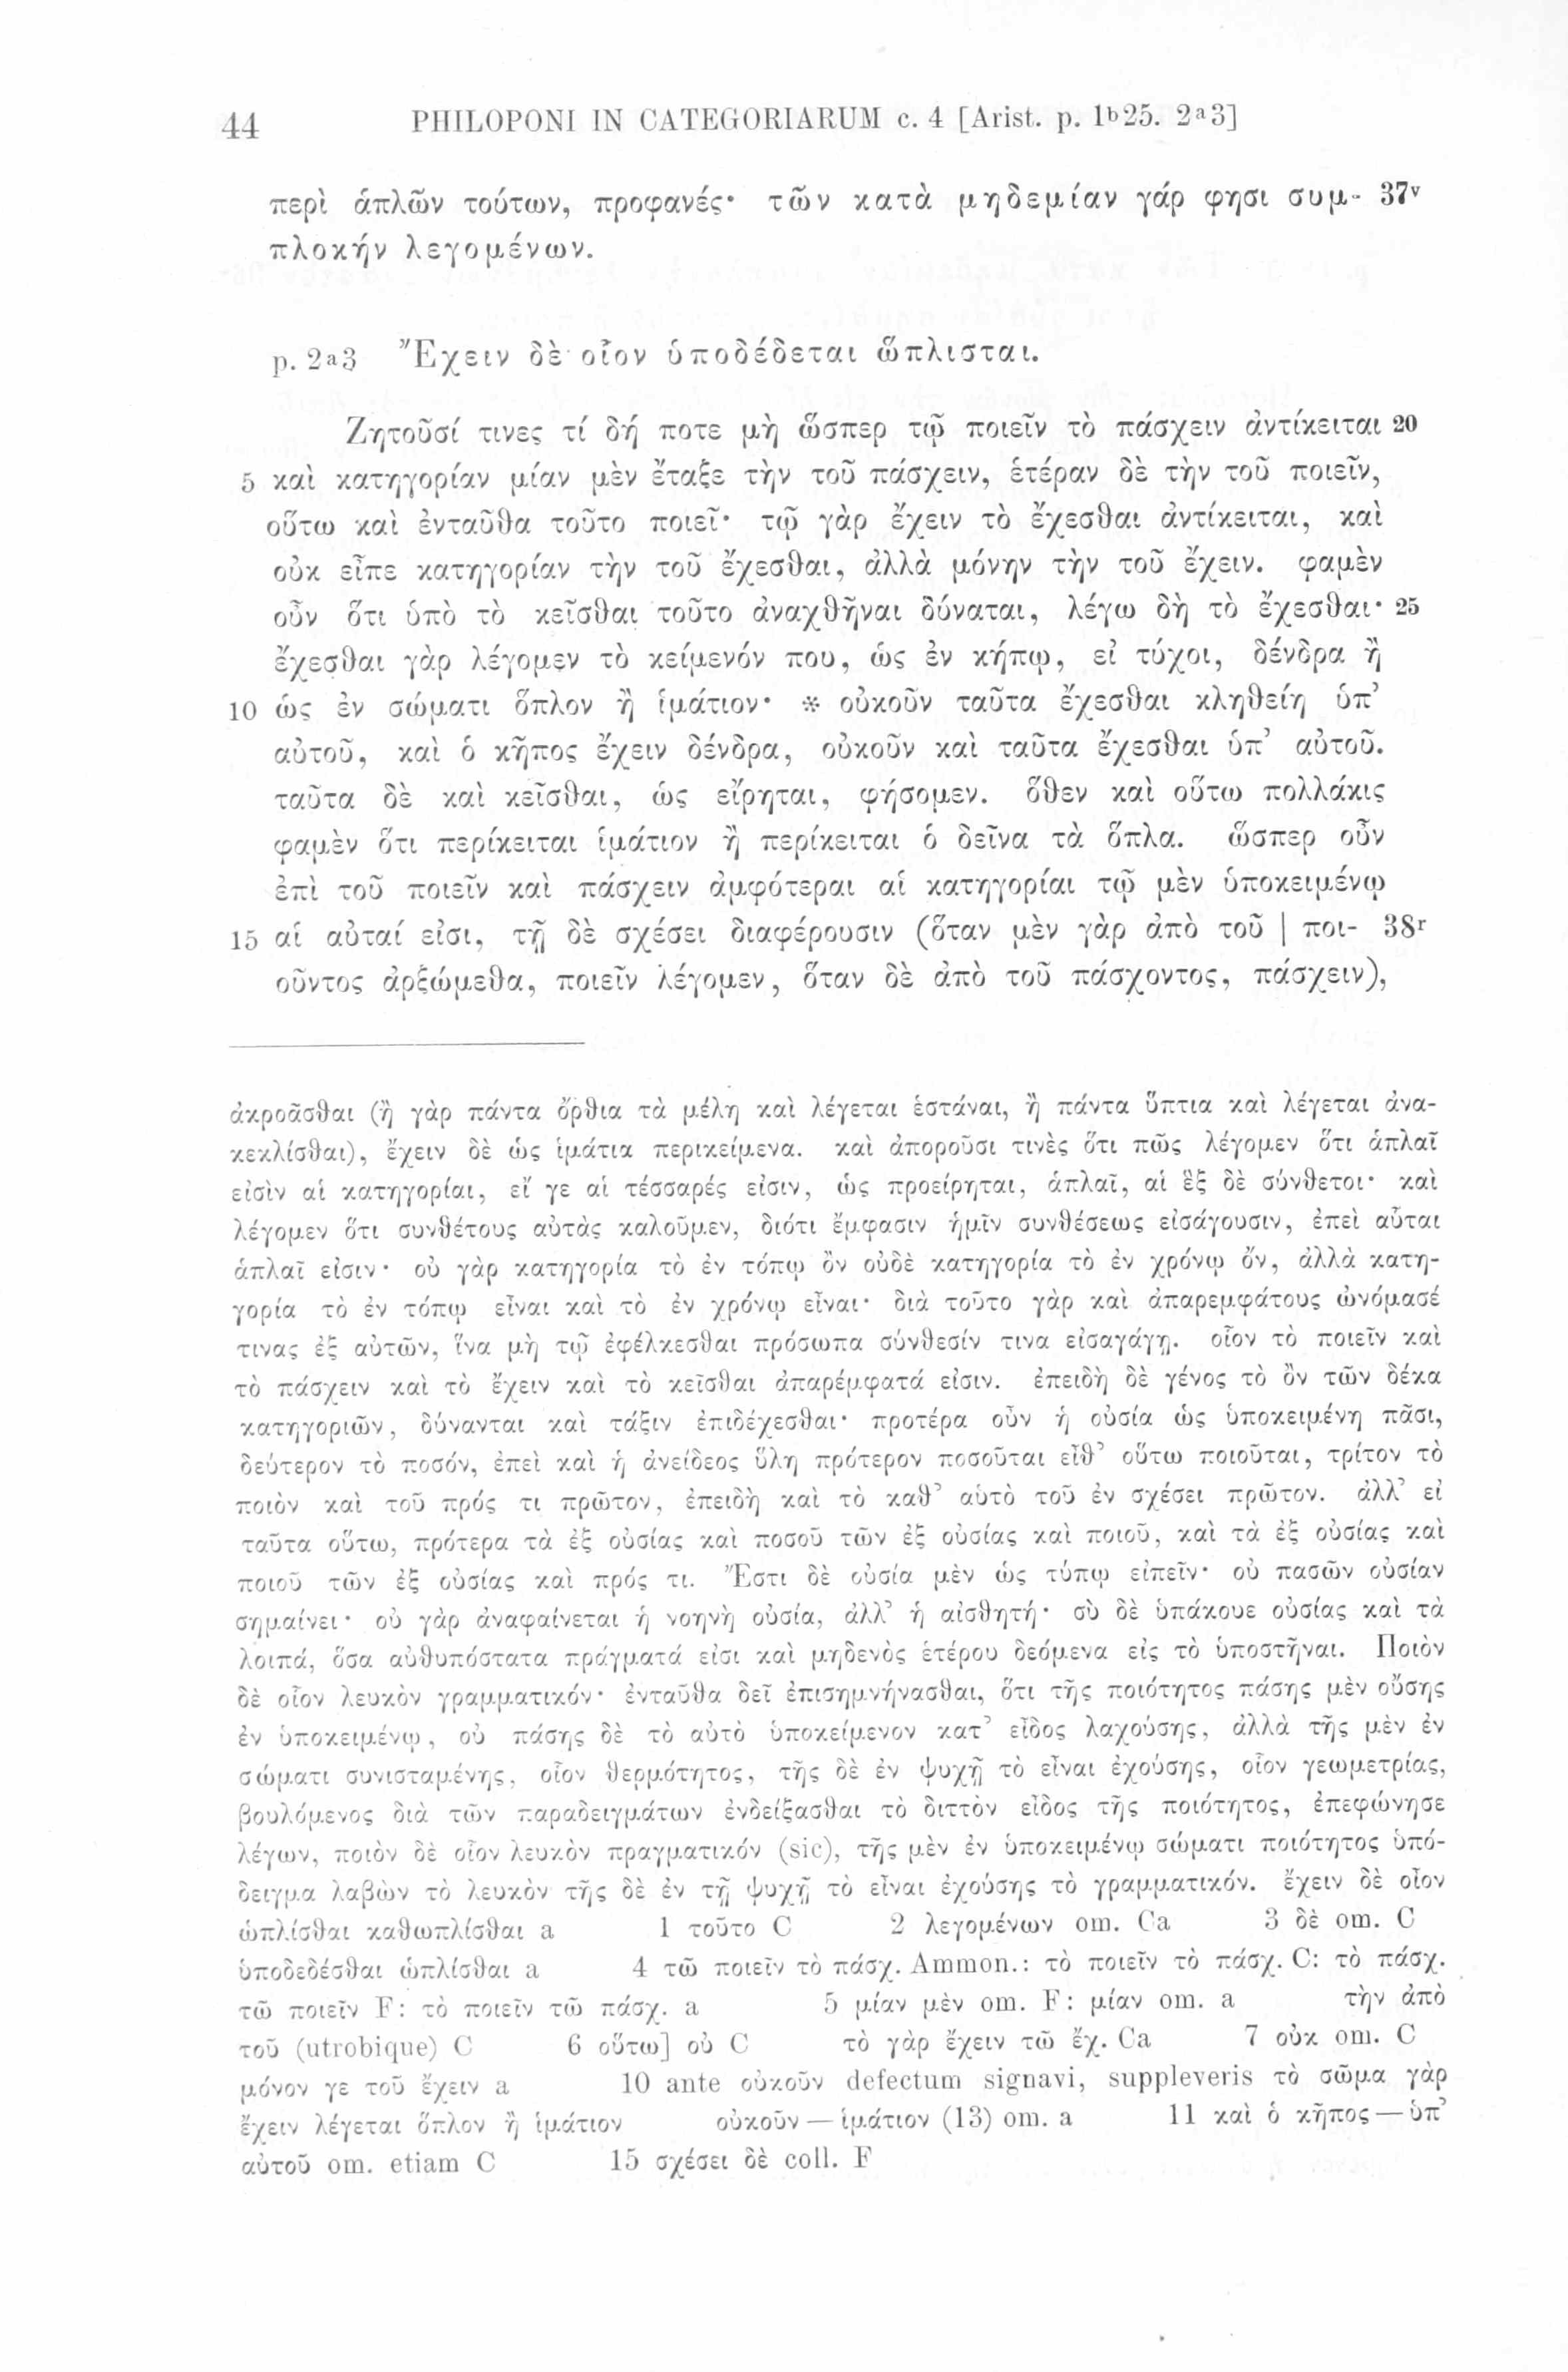 44 PHILOPONI IN CATEGORIARUM c. 4 [Arist. p. 1b25. 2a3]
περὶ ἁπλῶν τούτων, προφανές· τῶν κατὰ μηδεμίαν γάρ φησι συμ- 37v
πλοκήν λεγομένων.
p. 2a3 Ἔχειν δὲ οἷον ὑποδέδεται ὥπλισται.
Ζητοῦσί τινες τί δή ποτε μὴ ὥσπερ τῷ ποιεῖν τὸ πάσχειν ἀντίκειται 20
5 καὶ κατηγορίαν μίαν μὲν ἔταξε τὴν τοῦ πάσχειν, ἑτέραν δὲ τὴν τοῦ ποιεῖν,
οὕτω καὶ ἐνταῦθα τοῦτο ποιεῖ· τῷ γὰρ ἔχειν τὸ ἔχεσθαι ἀντίκειται, καὶ
οὐκ εἶπε κατηγορίαν τὴν τοῦ ἔχεσθαι, ἀλλὰ μόνην τὴν τοῦ ἔχειν. φαμὲν
οὖν ὅτι ὑπὸ τὸ κεῖσθαι τοῦτο ἀναχθῆναι δύναται, λέγω δὴ τὸ ἔχεσθαι· 25
ἔχεσθαι γὰρ λέγομεν τὸ κείμενόν που, ὡς ἐν κήπῳ, εἰ τύχοι, δένδρα ἢ
10 ὡς ἐν σώματι ὅπλον ἢ ἱμάτιον· * οὐκοῦν ταῦτα ἔχεσθαι κληθείη ὑπ’
αὐτοῦ, καὶ ὁ κῆπος ἔχειν δένδρα, οὐκοῦν καὶ ταῦτα ἔχεσθαι ὑπ’ αὐτοῦ.
ταῦτα δὲ καὶ κεῖσθαι, ὡς εἴρηται, φήσομεν. ὅθεν καὶ οὕτω πολλάκις
φαμὲν ὅτι περίκειται ἱμάτιον ἢ περίκειται ὁ δεῖνα τὰ ὅπλα. ὥσπερ οὖν
ἐπὶ τοῦ ποιεῖν καὶ πάσχειν ἀμφότεραι αἱ κατηγορίαι τῷ μὲν ὑποκειμένῳ
15 αἱ αὐταί εἰσι, τῇ δὲ σχέσει διαφέρουσιν (ὅταν μὲν γὰρ ἀπὸ τοῦ | ποι- 38r
οῦντος ἀρξώμεθα, ποιεῖν λέγομεν, ὅταν δὲ ἀπὸ τοῦ πάσχοντος, πάσχειν),
ἀκροᾶσθαι (ἢ γὰρ πάντα ὄρθια τὰ μέλη καὶ λέγεται ἑστάναι, ἢ πάντα ὕπτια καὶ λέγεται ἀνα-
κεκλίσθαι), ἔχειν δὲ ὡς ἱμάτια περικείμενα. καὶ ἀποροῦσι τινὲς ὅτι πῶς λέγομεν ὅτι ἁπλαῖ
εἰσὶν αἱ κατηγορίαι, εἴ γε αἱ τέσσαρές εἰσιν, ὡς προείρηται, ἁπλαῖ, αἱ ἓξ δὲ σύνθετοι· καὶ
λέγομεν ὅτι συνθέτους αὐτὰς καλοῦμεν, διότι ἔμφασιν ἡμῖν συνθέσεως εἰσάγουσιν, ἐπεὶ αὗται
ἁπλαῖ εἰσιν· οὐ γὰρ κατηγορία τὸ ἐν τόπῳ ὂν οὐδὲ κατηγορία τὸ ἐν χρόνῳ ὄν, ἀλλὰ κατη-
γορία τὸ ἐν τόπῳ εἶναι καὶ τὸ ἐν χρόνῳ εἶναι· διὰ τοῦτο γὰρ καὶ ἀπαρεμφάτους ὠνόμασέ
τινας ἐξ αὐτῶν, ἵνα μὴ τῷ ἐφέλκεσθαι πρόσωπα σύνθεσίν τινα εἰσαγάγῃ. οἷον τὸ ποιεῖν καὶ
τὸ πάσχειν καὶ τὸ ἔχειν καὶ τὸ κεῖσθαι ἀπαρέμφατά εἰσιν. ἐπειδὴ δὲ γένος τὸ ὂν τῶν δέκα
κατηγοριῶν, δύνανται καὶ τάξιν ἐπιδέχεσθαι· προτέρα οὖν ἡ οὐσία ὡς ὑποκειμένη πᾶσι,
δεύτερον τὸ ποσόν, ἐπεὶ καὶ ἡ ἀνείδεος ὕλη πρότερον ποσοῦται εἶθ’ οὕτω ποιοῦται, τρίτον τὸ
ποιὸν καὶ τοῦ πρός τι πρῶτον, ἐπειδὴ καὶ τὸ καθ’ αὑτὸ τοῦ ἐν σχέσει πρῶτον. ἀλλ’ εἰ
ταῦτα οὕτω, πρότερα τὰ ἐξ οὐσίας καὶ ποσοῦ τῶν ἐξ οὐσίας καὶ ποιοῦ, καὶ τὰ ἐξ οὐσίας καὶ
ποιοῦ τῶν ἐξ οὐσίας καὶ πρός τι. Ἔστι δὲ οὐσία μὲν ὡς τύπῳ εἰπεῖν· οὐ πασῶν οὐσίαν
σημαίνει· οὐ γὰρ ἀναφαίνεται ἡ νοηνὴ οὐσία, ἀλλ’ ἡ αἰσθητή· σὺ δὲ ὑπάκουε οὐσίας καὶ τὰ
λοιπά, ὅσα αὐθυπόστατα πράγματά εἰσι καὶ μηδενὸς ἑτέρου δεόμενα εἰς τὸ ὑποστῆναι. Ποιὸν
δὲ οἷον λευκὸν γραμματικόν· ἐνταῦθα δεῖ ἐπισημνήνασθαι, ὅτι τῆς ποιότητος πάσης μὲν οὔσης
ἐν ὑποκειμένῳ, οὐ πάσης δὲ τὸ αὐτὸ ὑποκείμενον κατ’ εἶδος λαχούσης, ἀλλὰ τῆς μὲν ἐν
σώματι συνισταμένης, οἷον θερμότητος, τῆς δὲ ἐν ψυχῇ τὸ εἶναι ἐχούσης, οἷον γεωμετρίας,
βουλόμενος διὰ τῶν παραδειγμάτων ἐνδείξασθαι τὸ διττὸν εἶδος τῆς ποιότητος, ἐπεφώνησε
λέγων, ποιὸν δὲ οἷον λευκὸν πραγματικόν (sic), τῆς μὲν ἐν ὑποκειμένῳ σώματι ποιότητος ὑπό-
δειγμα λαβὼν τὸ λευκὸν τῆς δὲ ἐν τῇ ψυχῇ τὸ εἶναι ἐχούσης τὸ γραμματικόν. ἔχειν δὲ οἷον
ὡπλίσθαι καθωπλίσθαι a 1 τοῦτο C 2 λεγομένων om. Ca 3 δὲ om. C
ὑποδεδέσθαι ὡπλίσθαι a 4 τῶ ποιεῖν τὸ πάσχ. Ammon.: τὸ ποιεῖν τὸ πάσχ. C: τὸ πάσχ.
τῶ ποιεῖν F: τὸ ποιεῖν τῶ πάσχ. a 5 μίαν μὲν om. F: μίαν om. a τὴν ἀπὸ
τοῦ (utrobique) C 6 οὕτω] οὐ C τὸ γὰρ ἔχειν τῶ ἔχ. Ca 7 οὐκ om. C
μόνον γε τοῦ ἔχειν a 10 ante οὐκοῦν defectum signavi, suppleveris τὸ σῶμα γὰρ
ἔχειν λέγεται ὅπλον ἢ ἱμάτιον οὐκοῦν — ἱμάτιον (13) om. a 11 καὶ ὁ κῆπος — ὑπ’
αὐτοῦ om. etiam C 15 σχέσει δὲ coll. F